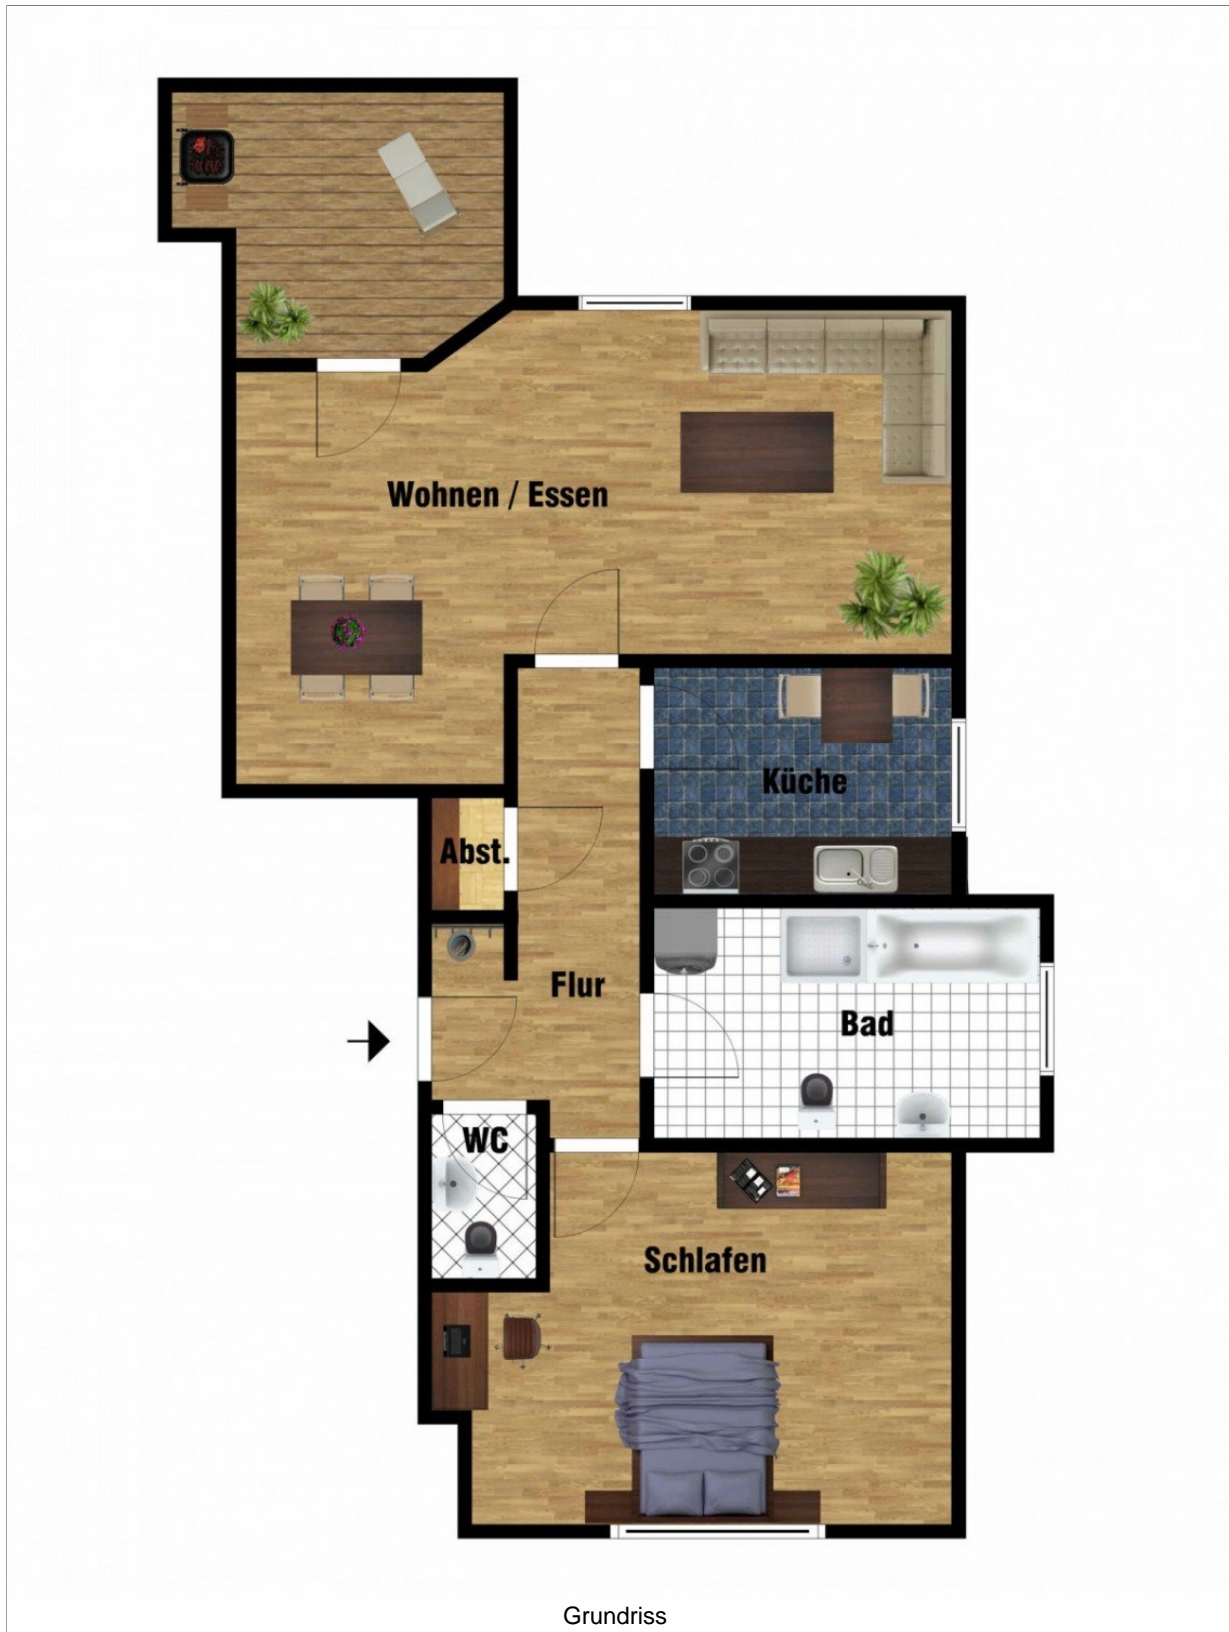 Wohnen / Essen
Küche
Abst.
Flur
Bad
WC
Schlafen
Grundriss